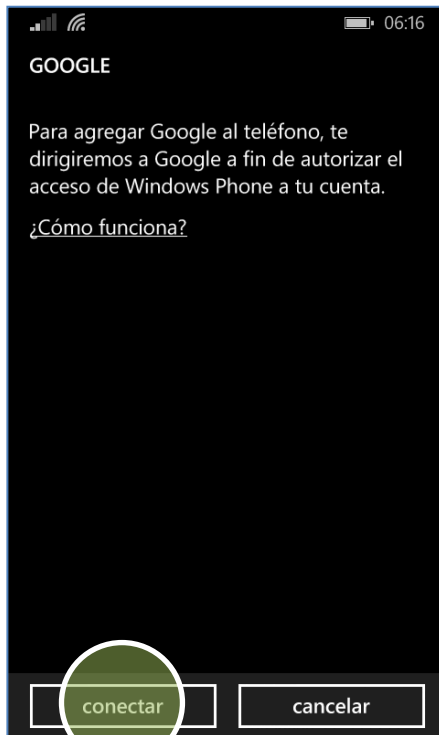 06:16
GOOGLE
Para agregar Google al teléfono, te
dirigiremos a Google a fin de autorizar el
acceso de Windows Phone a tu cuenta.
¿Cómo funciona?
conectar cancelar